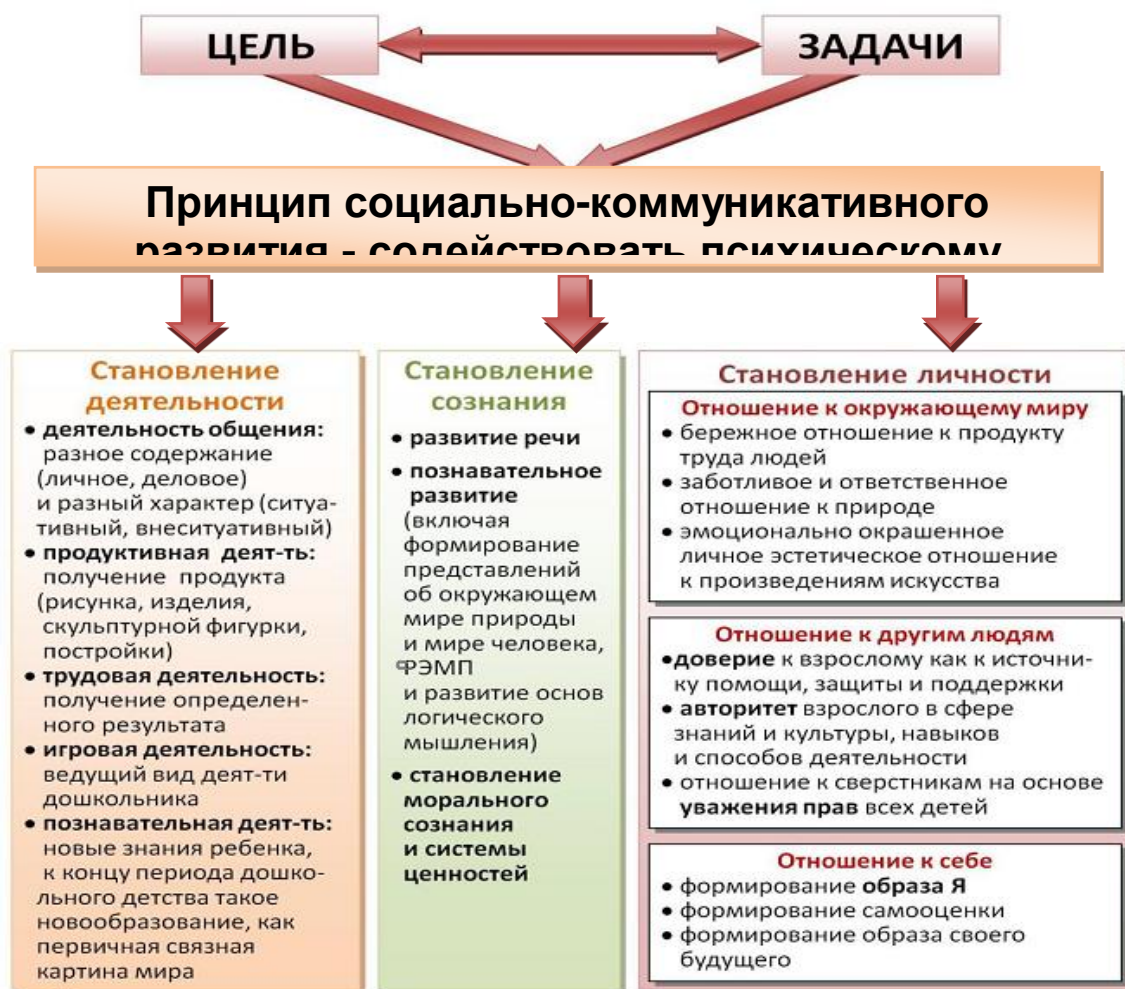 ЦЕЛЬ
ЗАДАЧИ
Принцип социально-коммуникативного
развития - содействовать психическому
Становление
деятельности
• деятельность общения:
разное содержание
(личное, деловое)
и разный характер (ситуа-
тивный, внеситуативный)
• продуктивная деят-ть:
получение продукта
(рисунка, изделия,
скульптурной фигурки,
постройки)
• трудовая деятельность:
получение определен-
ного результата
• игровая деятельность:
ведущий вид деят-ти
дошкольника
• познавательная деят-ть:
новые знания ребенка,
к концу периода дошко-
льного детства такое
новообразование, как
первичная связная
картина мира
Становление
сознания
• развитие речи
• познавательное
развитие
(включая
формирование
представлений
об окружающем
мире природы
и мире человека,
ФЭМП
и развитие основ
логического
мышления)
• становление
морального
сознания
и системы
ценностей
Становление личности
Отношение к окружающему миру
• бережное отношение к продукту
труда людей
• заботливое и ответственное
отношение к природе
• эмоционально окрашенное
личное эстетическое отношение
к произведениям искусства
Отношение к другим людям
•доверие к взрослому как к источни-
ку помощи, защиты и поддержки
• авторитет взрослого в сфере
знаний и культуры, навыков
и способов деятельности
• отношение к сверстникам на основе
уважения прав всех детей
Отношение к себе
• формирование образа Я
• формирование самооценки
• формирование образа своего
будущего